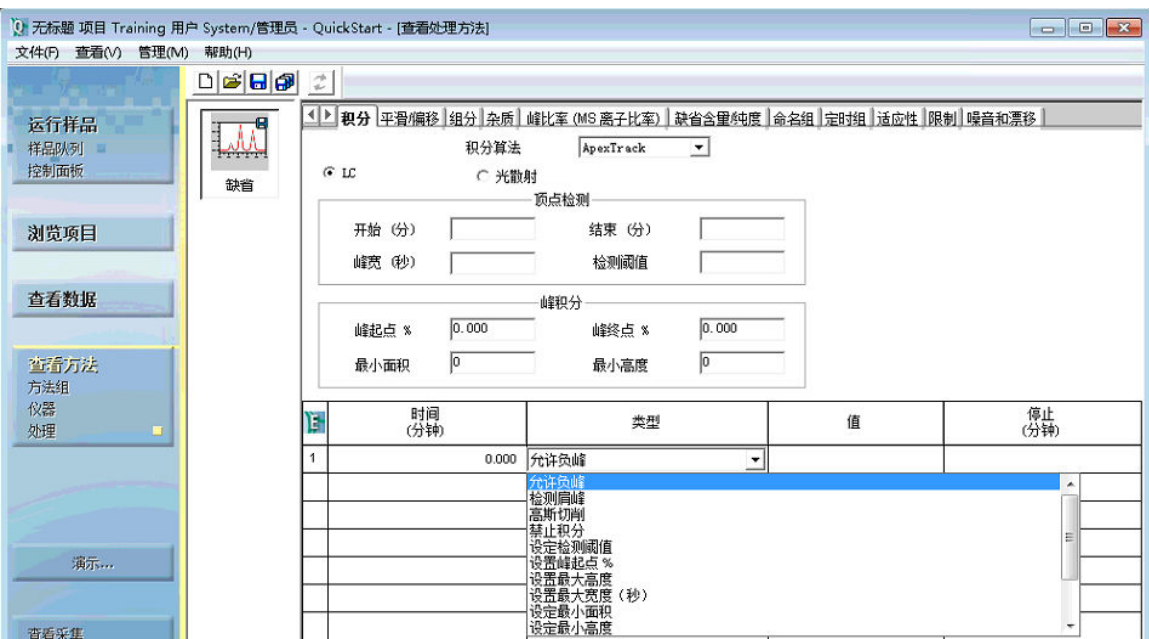 无标题 项目 Training 用户 System/管理员 - QuickStart - [查看处理方法]
文件(F) 查看(V) 管理(M) 帮助(H)
运行样品
样品队列
控制面板
浏览项目
查看数据
查看方法
方法组
仪器
处理
演示...
查看采集
缺省
积分 平滑/偏移 组分 杂质 峰比率 (MS 离子比率) 缺省含量/纯度 命名组 定时组 适应性 限制 噪音和漂移
积分算法 ApexTrack
LC 光散射
顶点检测
开始 (分) 结束 (分)
峰宽 (秒) 检测阈值
峰积分
峰起点 % 0.000 峰终点 % 0.000
最小面积 0 最小高度 0
时间 (分钟) 类型 值 停止 (分钟)
1 0.000 允许负峰
允许负峰
检测肩峰
高斯切削
禁止积分
设定检测阈值
设置峰起点 %
设置最大高度
设置最大宽度 (秒)
设定最小面积
设定最小高度